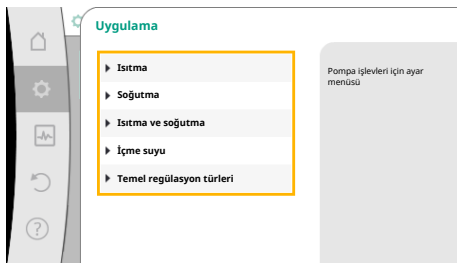 Uygulama
Isıtma
Soğutma
Isıtma ve soğutma
İçme suyu
Temel regülasyon türleri
Pompa işlevleri için ayar
menüsü